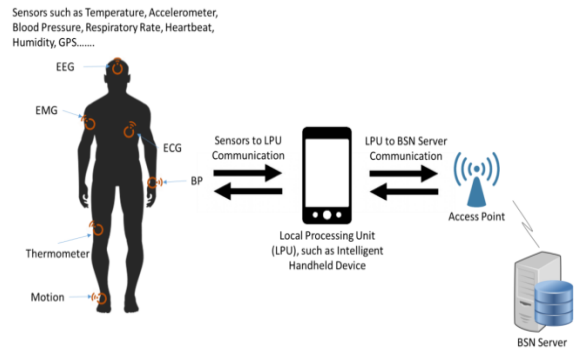 Sensors such as Temperature, Accelerometer,
Blood Pressure, Respiratory Rate, Heartbeat,
Humidity, GPS.......
EEG
EMG
ECG
BP
Thermometer
Motion
Sensors to LPU
Communication
Local Processing Unit
(LPU), such as Intelligent
Handheld Device
LPU to BSN Server
Communication
Access Point
BSN Server